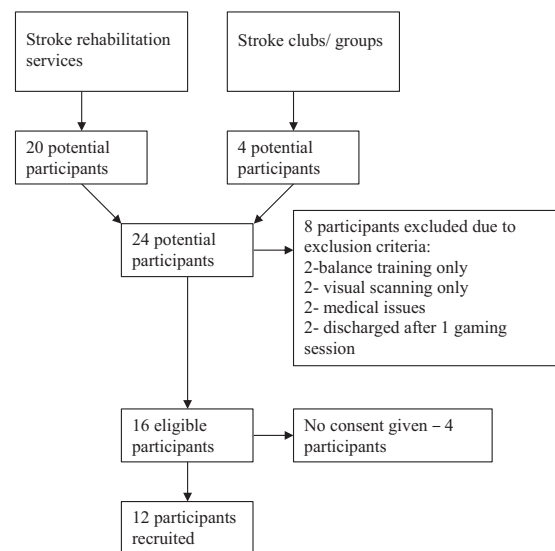 Stroke rehabilitation
services
Stroke clubs/ groups
20 potential
participants
4 potential
participants
24 potential
participants
8 participants excluded due to
exclusion criteria:
2-balance training only
2- visual scanning only
2- medical issues
2- discharged after 1 gaming
session
16 eligible
participants
No consent given – 4
participants
12 participants
recruited